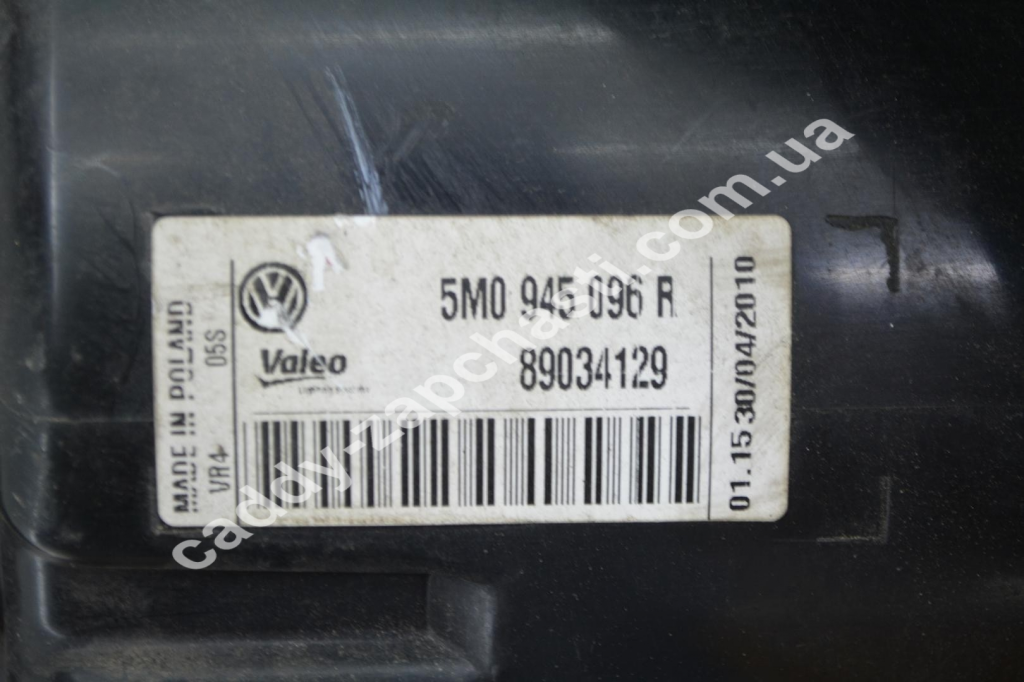 MADE IN POLAND
VR4 05S
5M0 945 096 R
Valeo
89034129
01.15 30/04/2010
caddy-zapchasti.com.ua